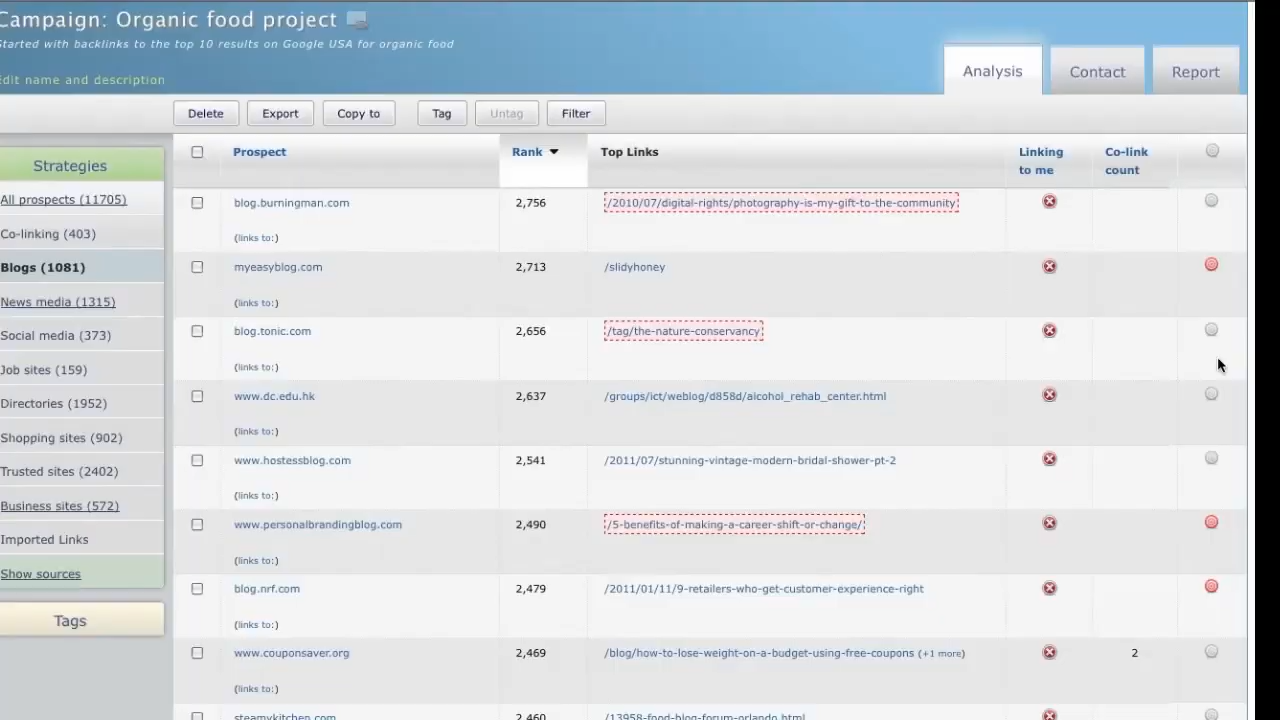 Campaign: Organic food project
Started with backlinks to the top 10 results on Google USA for organic food
Edit name and description
Analysis
Contact
Report
Delete
Export
Copy to
Tag
Untag
Filter
Strategies
All prospects (11705)
Co-linking (403)
Blogs (1081)
News media (1315)
Social media (373)
Job sites (159)
Directories (1952)
Shopping sites (902)
Trusted sites (2402)
Business sites (572)
Imported Links
Show sources
Tags
Prospect Rank Top Links Linking to me Co-link count
blog.burningman.com 2,756 /2010/07/digital-rights/photography-is-my-gift-to-the-community
(links to:)
myeasyblog.com 2,713 /slidyhoney
(links to:)
blog.tonic.com 2,656 /tag/the-nature-conservancy
(links to:)
www.dc.edu.hk 2,637 /groups/ict/weblog/d858d/alcohol_rehab_center.html
(links to:)
www.hostessblog.com 2,541 /2011/07/stunning-vintage-modern-bridal-shower-pt-2
(links to:)
www.personalbrandingblog.com 2,490 /5-benefits-of-making-a-career-shift-or-change/
(links to:)
blog.nrf.com 2,479 /2011/01/11/9-retailers-who-get-customer-experience-right
(links to:)
www.couponsaver.org 2,469 /blog/how-to-lose-weight-on-a-budget-using-free-coupons (+1 more) 2
(links to:)
steamykitchen.com 2,460 /13958-food-blog-forum-orlando.html